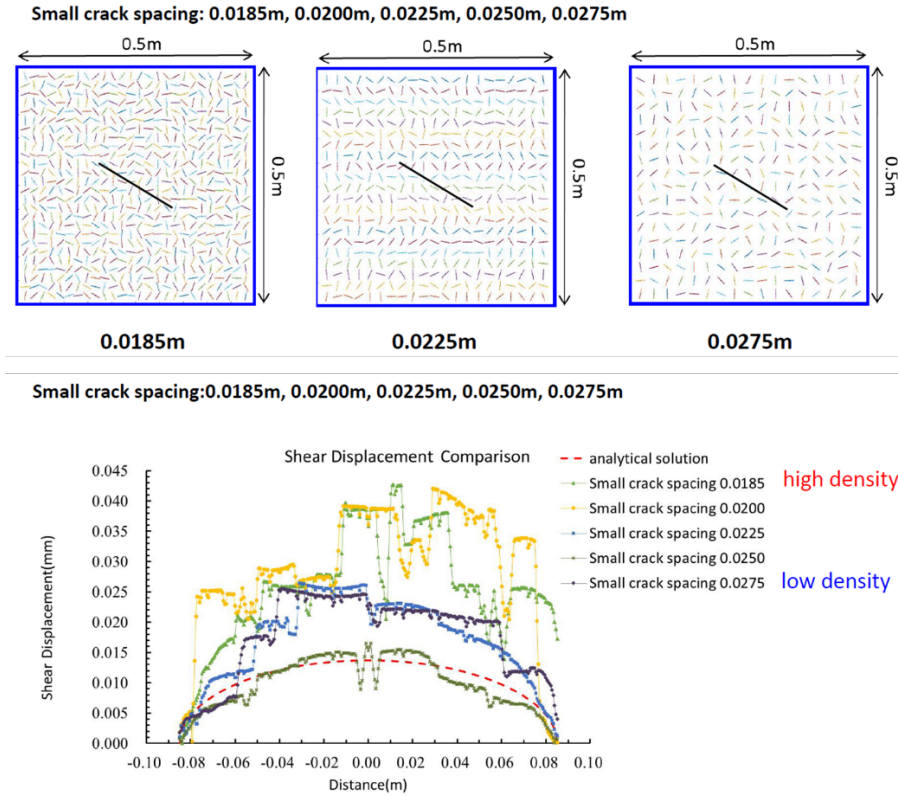 Small crack spacing: 0.0185m, 0.0200m, 0.0225m, 0.0250m, 0.0275m
0.5m
0.5m
0.5m
0.5m
0.5m
0.5m
0.0185m
0.0225m
0.0275m
Small crack spacing:0.0185m, 0.0200m, 0.0225m, 0.0250m, 0.0275m
Shear Displacement Comparison
Shear Displacement(mm)
0.045
0.040
0.035
0.030
0.025
0.020
0.015
0.010
0.005
0.000
-0.10 -0.08 -0.06 -0.04 -0.02 0.00 0.02 0.04 0.06 0.08 0.10
Distance(m)
analytical solution
Small crack spacing 0.0185 high density
Small crack spacing 0.0200
Small crack spacing 0.0225
Small crack spacing 0.0250
Small crack spacing 0.0275 low density